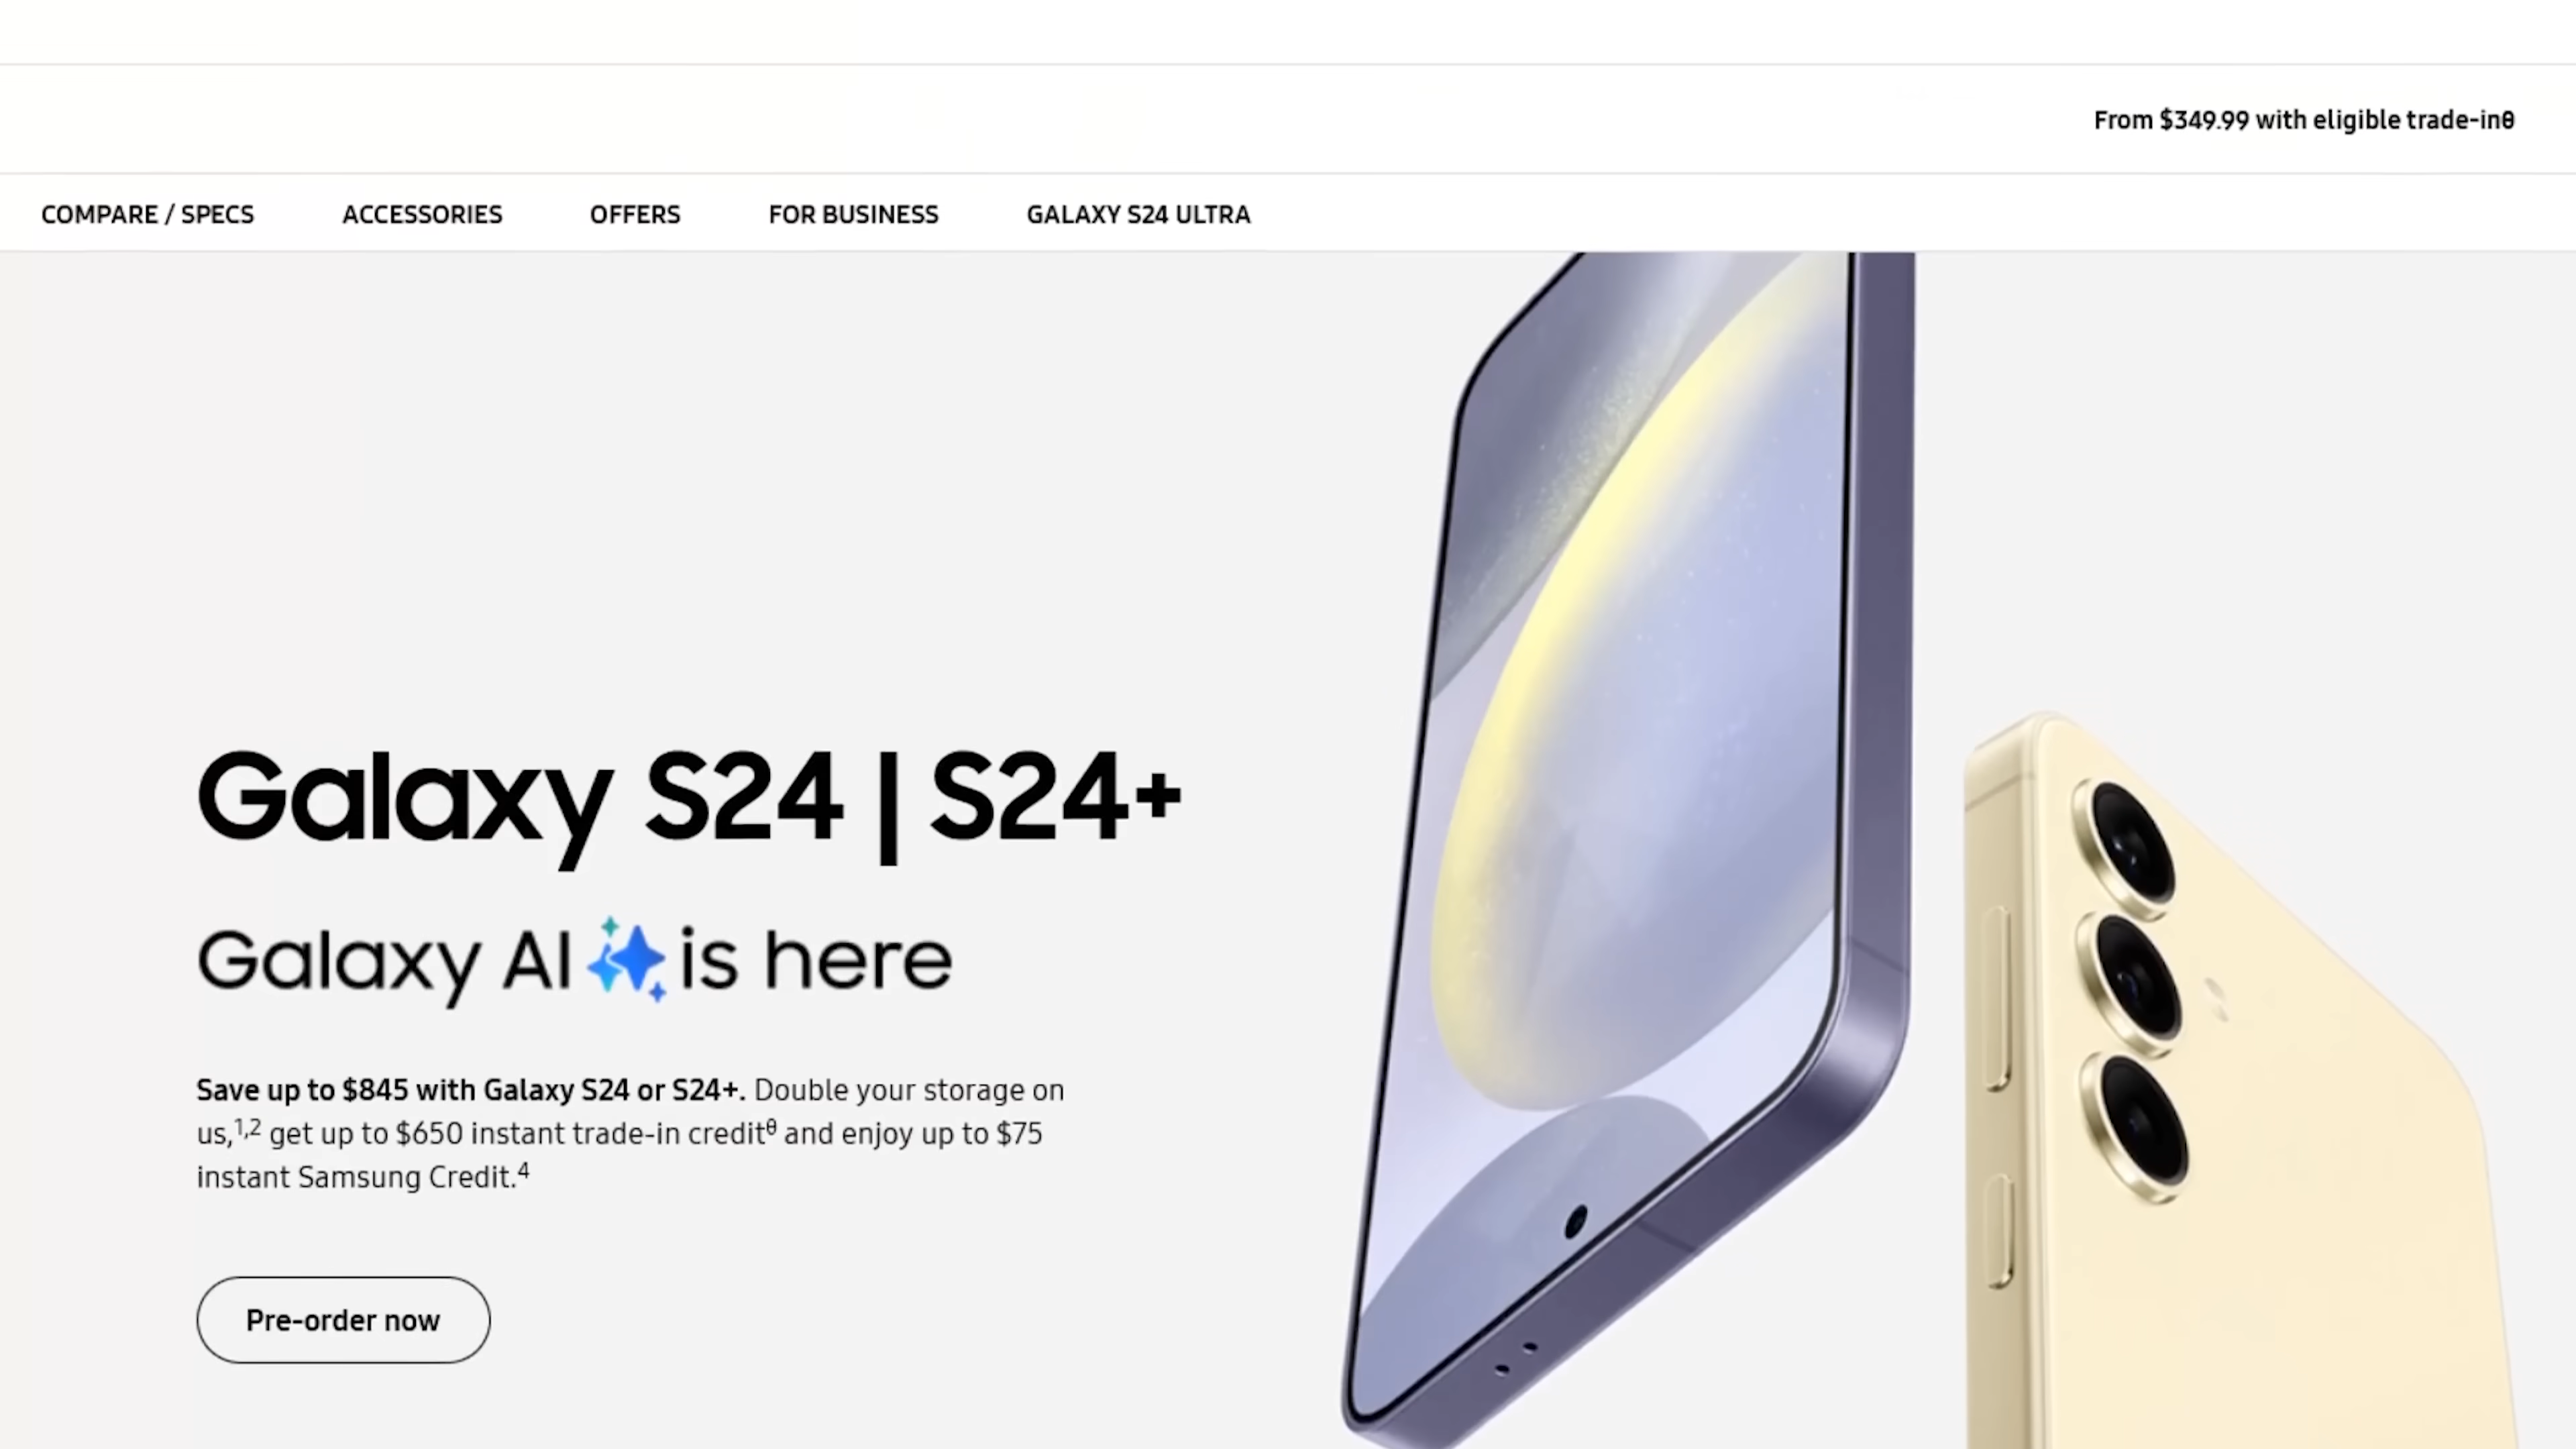 From $349.99 with eligible trade-inθ
COMPARE / SPECS
ACCESSORIES
OFFERS
FOR BUSINESS
GALAXY S24 ULTRA
Galaxy S24 | S24+
Galaxy AI is here
Save up to $845 with Galaxy S24 or S24+. Double your storage on
us,1,2 get up to $650 instant trade-in creditθ and enjoy up to $75
instant Samsung Credit.4
Pre-order now